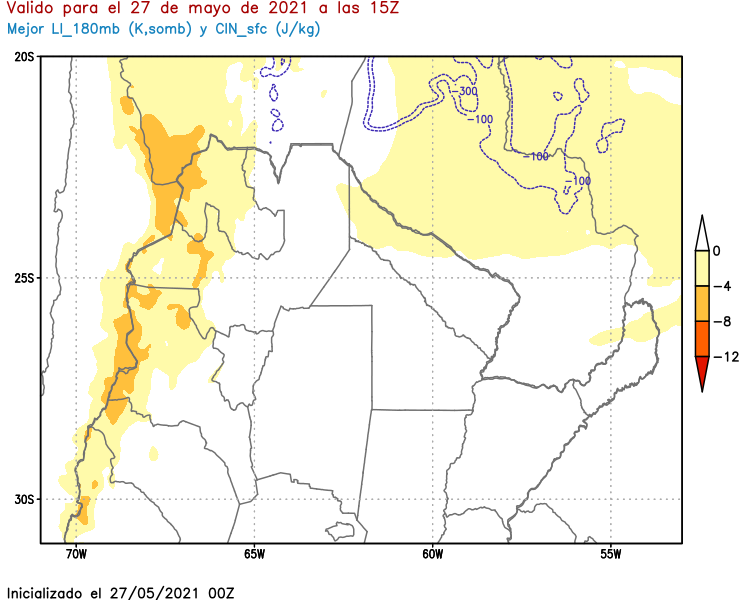 Valido para el 27 de mayo de 2021 a las 15Z
Mejor LI_180mb (K,somb) y CIN_sfc (J/kg)
20S
-300
-100
-100
-100
0
25S
-4
-8
-12
30S
70W 65W 60W 55W
Inicializado el 27/05/2021 00Z